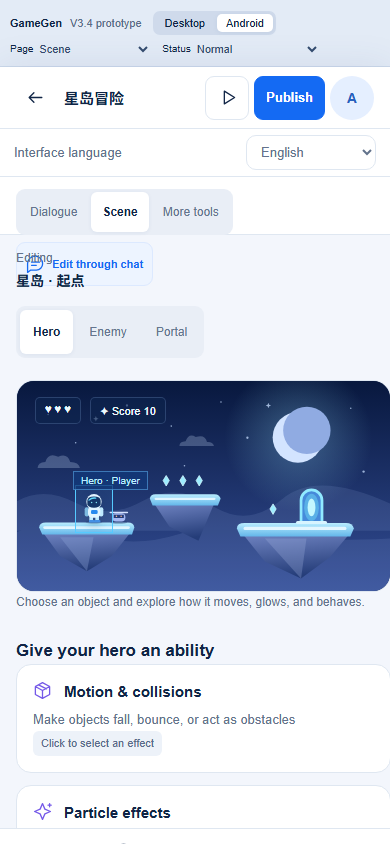 GameGen V3.4 prototype Desktop Android
Page Scene Status Normal
星岛冒险 Publish A
Interface language English
Dialogue Scene More tools
Editing
Edit through chat
星岛 · 起点
Hero Enemy Portal
♥♥♥ ✦ Score 10
Hero · Player
Choose an object and explore how it moves, glows, and behaves.
Give your hero an ability
Motion & collisions
Make objects fall, bounce, or act as obstacles
Click to select an effect
Particle effects